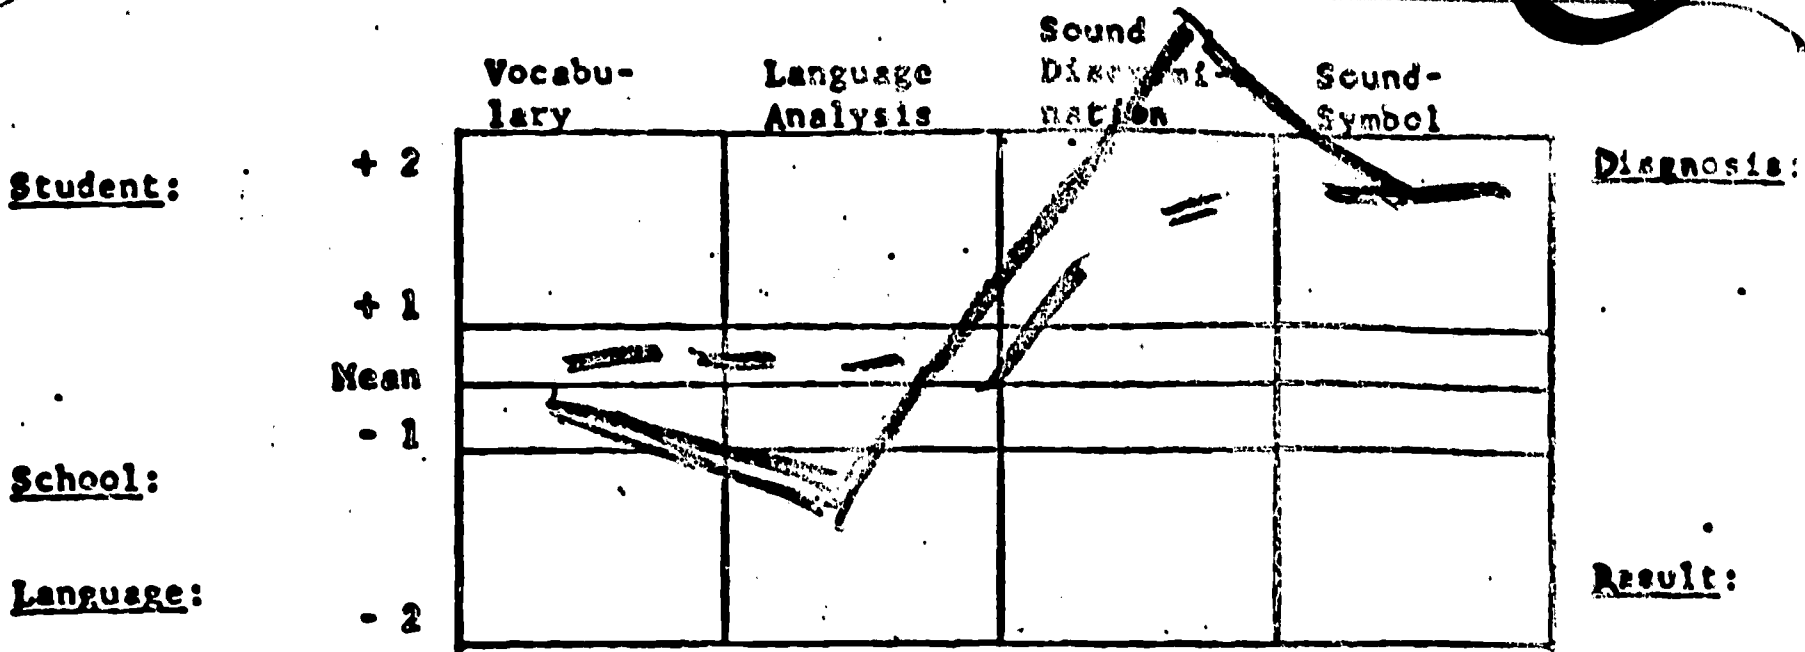 Vocabu-
lary
Language
Analysis
Sound
Discrimi-
nation
Sound-
Symbol
+ 2
Student:
Diagnosis:
+ 1
Mean
- 1
School:
Language:
- 2
Result: